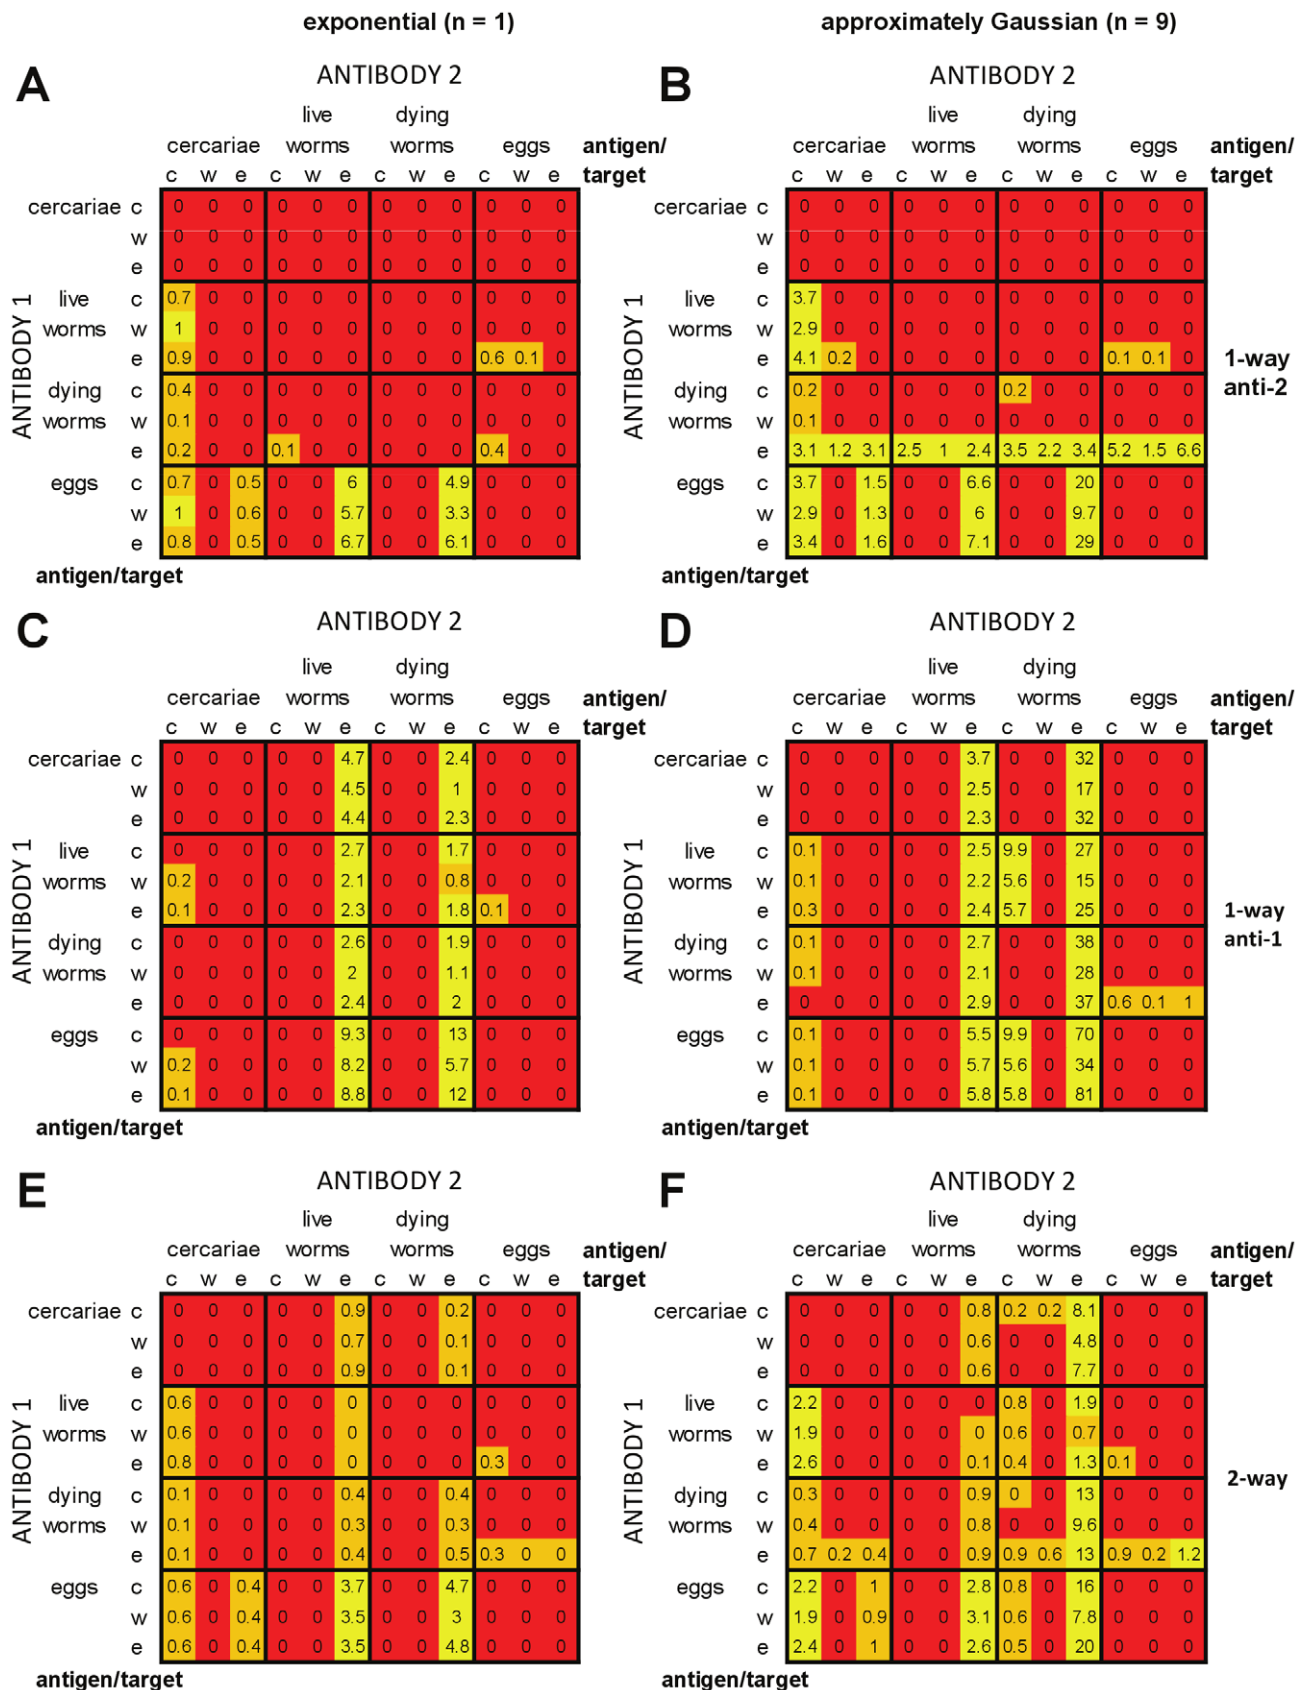 exponential (n = 1) approximately Gaussian (n = 9)
A ANTIBODY 2
live dying
cercariae worms worms eggs antigen/
c w e c w e c w e c w e target
cercariae c 0 0 0 0 0 0 0 0 0 0 0 0
w 0 0 0 0 0 0 0 0 0 0 0 0
e 0 0 0 0 0 0 0 0 0 0 0 0
live c 0.7 0 0 0 0 0 0 0 0 0 0 0
worms w 1 0 0 0 0 0 0 0 0 0 0 0
e 0.9 0 0 0 0 0 0 0 0 0.6 0.1 0
dying c 0.4 0 0 0 0 0 0 0 0 0 0 0
worms w 0.1 0 0 0 0 0 0 0 0 0 0 0
e 0.2 0 0 0.1 0 0 0 0 0 0.4 0 0
eggs c 0.7 0 0.5 0 0 6 0 0 4.9 0 0 0
w 1 0 0.6 0 0 5.7 0 0 3.3 0 0 0
e 0.8 0 0.5 0 0 6.7 0 0 6.1 0 0 0
ANTIBODY 1
antigen/target
B ANTIBODY 2
live dying
cercariae worms worms eggs antigen/
c w e c w e c w e c w e target
cercariae c 0 0 0 0 0 0 0 0 0 0 0 0
w 0 0 0 0 0 0 0 0 0 0 0 0
e 0 0 0 0 0 0 0 0 0 0 0 0
live c 3.7 0 0 0 0 0 0 0 0 0 0 0
worms w 2.9 0 0 0 0 0 0 0 0 0 0 0
e 4.1 0.2 0 0 0 0 0 0 0 0.1 0.1 0
dying c 0.2 0 0 0 0 0 0.2 0 0 0 0 0
worms w 0.1 0 0 0 0 0 0 0 0 0 0 0
e 3.1 1.2 3.1 2.5 1 2.4 3.5 2.2 3.4 5.2 1.5 6.6
eggs c 3.7 0 1.5 0 0 6.6 0 0 20 0 0 0
w 2.9 0 1.3 0 0 6 0 0 9.7 0 0 0
e 3.4 0 1.6 0 0 7.1 0 0 29 0 0 0
ANTIBODY 1
antigen/target
1-way
anti-2
C ANTIBODY 2
live dying
cercariae worms worms eggs antigen/
c w e c w e c w e c w e target
cercariae c 0 0 0 0 0 4.7 0 0 2.4 0 0 0
w 0 0 0 0 0 4.5 0 0 1 0 0 0
e 0 0 0 0 0 4.4 0 0 2.3 0 0 0
live c 0 0 0 0 0 2.7 0 0 1.7 0 0 0
worms w 0.2 0 0 0 0 2.1 0 0 0.8 0 0 0
e 0.1 0 0 0 0 2.3 0 0 1.8 0.1 0 0
dying c 0 0 0 0 0 2.6 0 0 1.9 0 0 0
worms w 0 0 0 0 0 2 0 0 1.1 0 0 0
e 0 0 0 0 0 2.4 0 0 2 0 0 0
eggs c 0 0 0 0 0 9.3 0 0 13 0 0 0
w 0.2 0 0 0 0 8.2 0 0 5.7 0 0 0
e 0.1 0 0 0 0 8.8 0 0 12 0 0 0
ANTIBODY 1
antigen/target
D ANTIBODY 2
live dying
cercariae worms worms eggs antigen/
c w e c w e c w e c w e target
cercariae c 0 0 0 0 0 3.7 0 0 32 0 0 0
w 0 0 0 0 0 2.5 0 0 17 0 0 0
e 0 0 0 0 0 2.3 0 0 32 0 0 0
live c 0.1 0 0 0 0 2.5 9.9 0 27 0 0 0
worms w 0.1 0 0 0 0 2.2 5.6 0 15 0 0 0
e 0.3 0 0 0 0 2.4 5.7 0 25 0 0 0
dying c 0.1 0 0 0 0 2.7 0 0 38 0 0 0
worms w 0.1 0 0 0 0 2.1 0 0 28 0 0 0
e 0 0 0 0 0 2.9 0 0 37 0.6 0.1 1
eggs c 0.1 0 0 0 0 5.5 9.9 0 70 0 0 0
w 0.1 0 0 0 0 5.7 5.6 0 34 0 0 0
e 0.1 0 0 0 0 5.8 5.8 0 81 0 0 0
ANTIBODY 1
antigen/target
1-way
anti-1
E ANTIBODY 2
live dying
cercariae worms worms eggs antigen/
c w e c w e c w e c w e target
cercariae c 0 0 0 0 0 0.9 0 0 0.2 0 0 0
w 0 0 0 0 0 0.7 0 0 0.1 0 0 0
e 0 0 0 0 0 0.9 0 0 0.1 0 0 0
live c 0.6 0 0 0 0 0 0 0 0 0 0 0
worms w 0.6 0 0 0 0 0 0 0 0 0 0 0
e 0.8 0 0 0 0 0 0 0 0 0.3 0 0
dying c 0.1 0 0 0 0 0.4 0 0 0.4 0 0 0
worms w 0.1 0 0 0 0 0.3 0 0 0.3 0 0 0
e 0.1 0 0 0 0 0.4 0 0 0.5 0.3 0 0
eggs c 0.6 0 0.4 0 0 3.7 0 0 4.7 0 0 0
w 0.6 0 0.4 0 0 3.5 0 0 3 0 0 0
e 0.6 0 0.4 0 0 3.5 0 0 4.8 0 0 0
ANTIBODY 1
antigen/target
F ANTIBODY 2
live dying
cercariae worms worms eggs antigen/
c w e c w e c w e c w e target
cercariae c 0 0 0 0 0 0.8 0.2 0.2 8.1 0 0 0
w 0 0 0 0 0 0.6 0 0 4.8 0 0 0
e 0 0 0 0 0 0.6 0 0 7.7 0 0 0
live c 2.2 0 0 0 0 0 0.8 0 1.9 0 0 0
worms w 1.9 0 0 0 0 0 0.6 0 0.7 0 0 0
e 2.6 0 0 0 0 0.1 0.4 0 1.3 0.1 0 0
dying c 0.3 0 0 0 0 0.9 0 0 13 0 0 0
worms w 0.4 0 0 0 0 0.8 0 0 9.6 0 0 0
e 0.7 0.2 0.4 0 0 0.9 0.9 0.6 13 0.9 0.2 1.2
eggs c 2.2 0 1 0 0 2.8 0.8 0 16 0 0 0
w 1.9 0 0.9 0 0 3.1 0.6 0 7.8 0 0 0
e 2.4 0 1 0 0 2.6 0.5 0 20 0 0 0
ANTIBODY 1
antigen/target
2-way